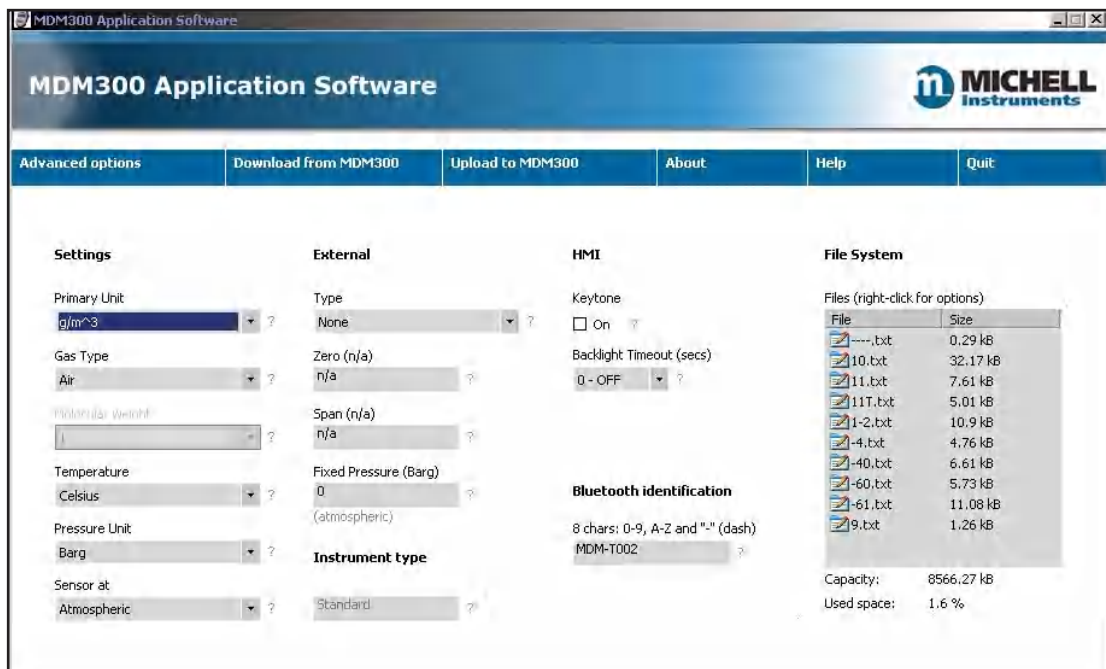 MDM300 Application Software
MDM300 Application Software
MICHELL
Instruments
Advanced options Download from MDM300 Upload to MDM300 About Help Quit
Settings
Primary Unit
g/m^3 ?
Gas Type
Air ?
Molecular weight
?
Temperature
Celsius ?
Pressure Unit
Barg ?
Sensor at
Atmospheric ?
External
Type
None ?
Zero (n/a)
n/a ?
Span (n/a)
n/a ?
Fixed Pressure (Barg)
0 ?
(atmospheric)
Instrument type
Standard ?
HMI
Keytone
On ?
Backlight Timeout (secs)
0 - OFF ?
Bluetooth identification
8 chars: 0-9, A-Z and "-" (dash)
MDM-T002 ?
File System
Files (right-click for options)
File Size
----.txt 0.29 kB
10.txt 32.17 kB
11.txt 7.61 kB
11T.txt 5.01 kB
1-2.txt 10.9 kB
-4.txt 4.76 kB
-40.txt 6.61 kB
-60.txt 5.73 kB
-61.txt 11.08 kB
9.txt 1.26 kB
Capacity: 8566.27 kB
Used space: 1.6 %